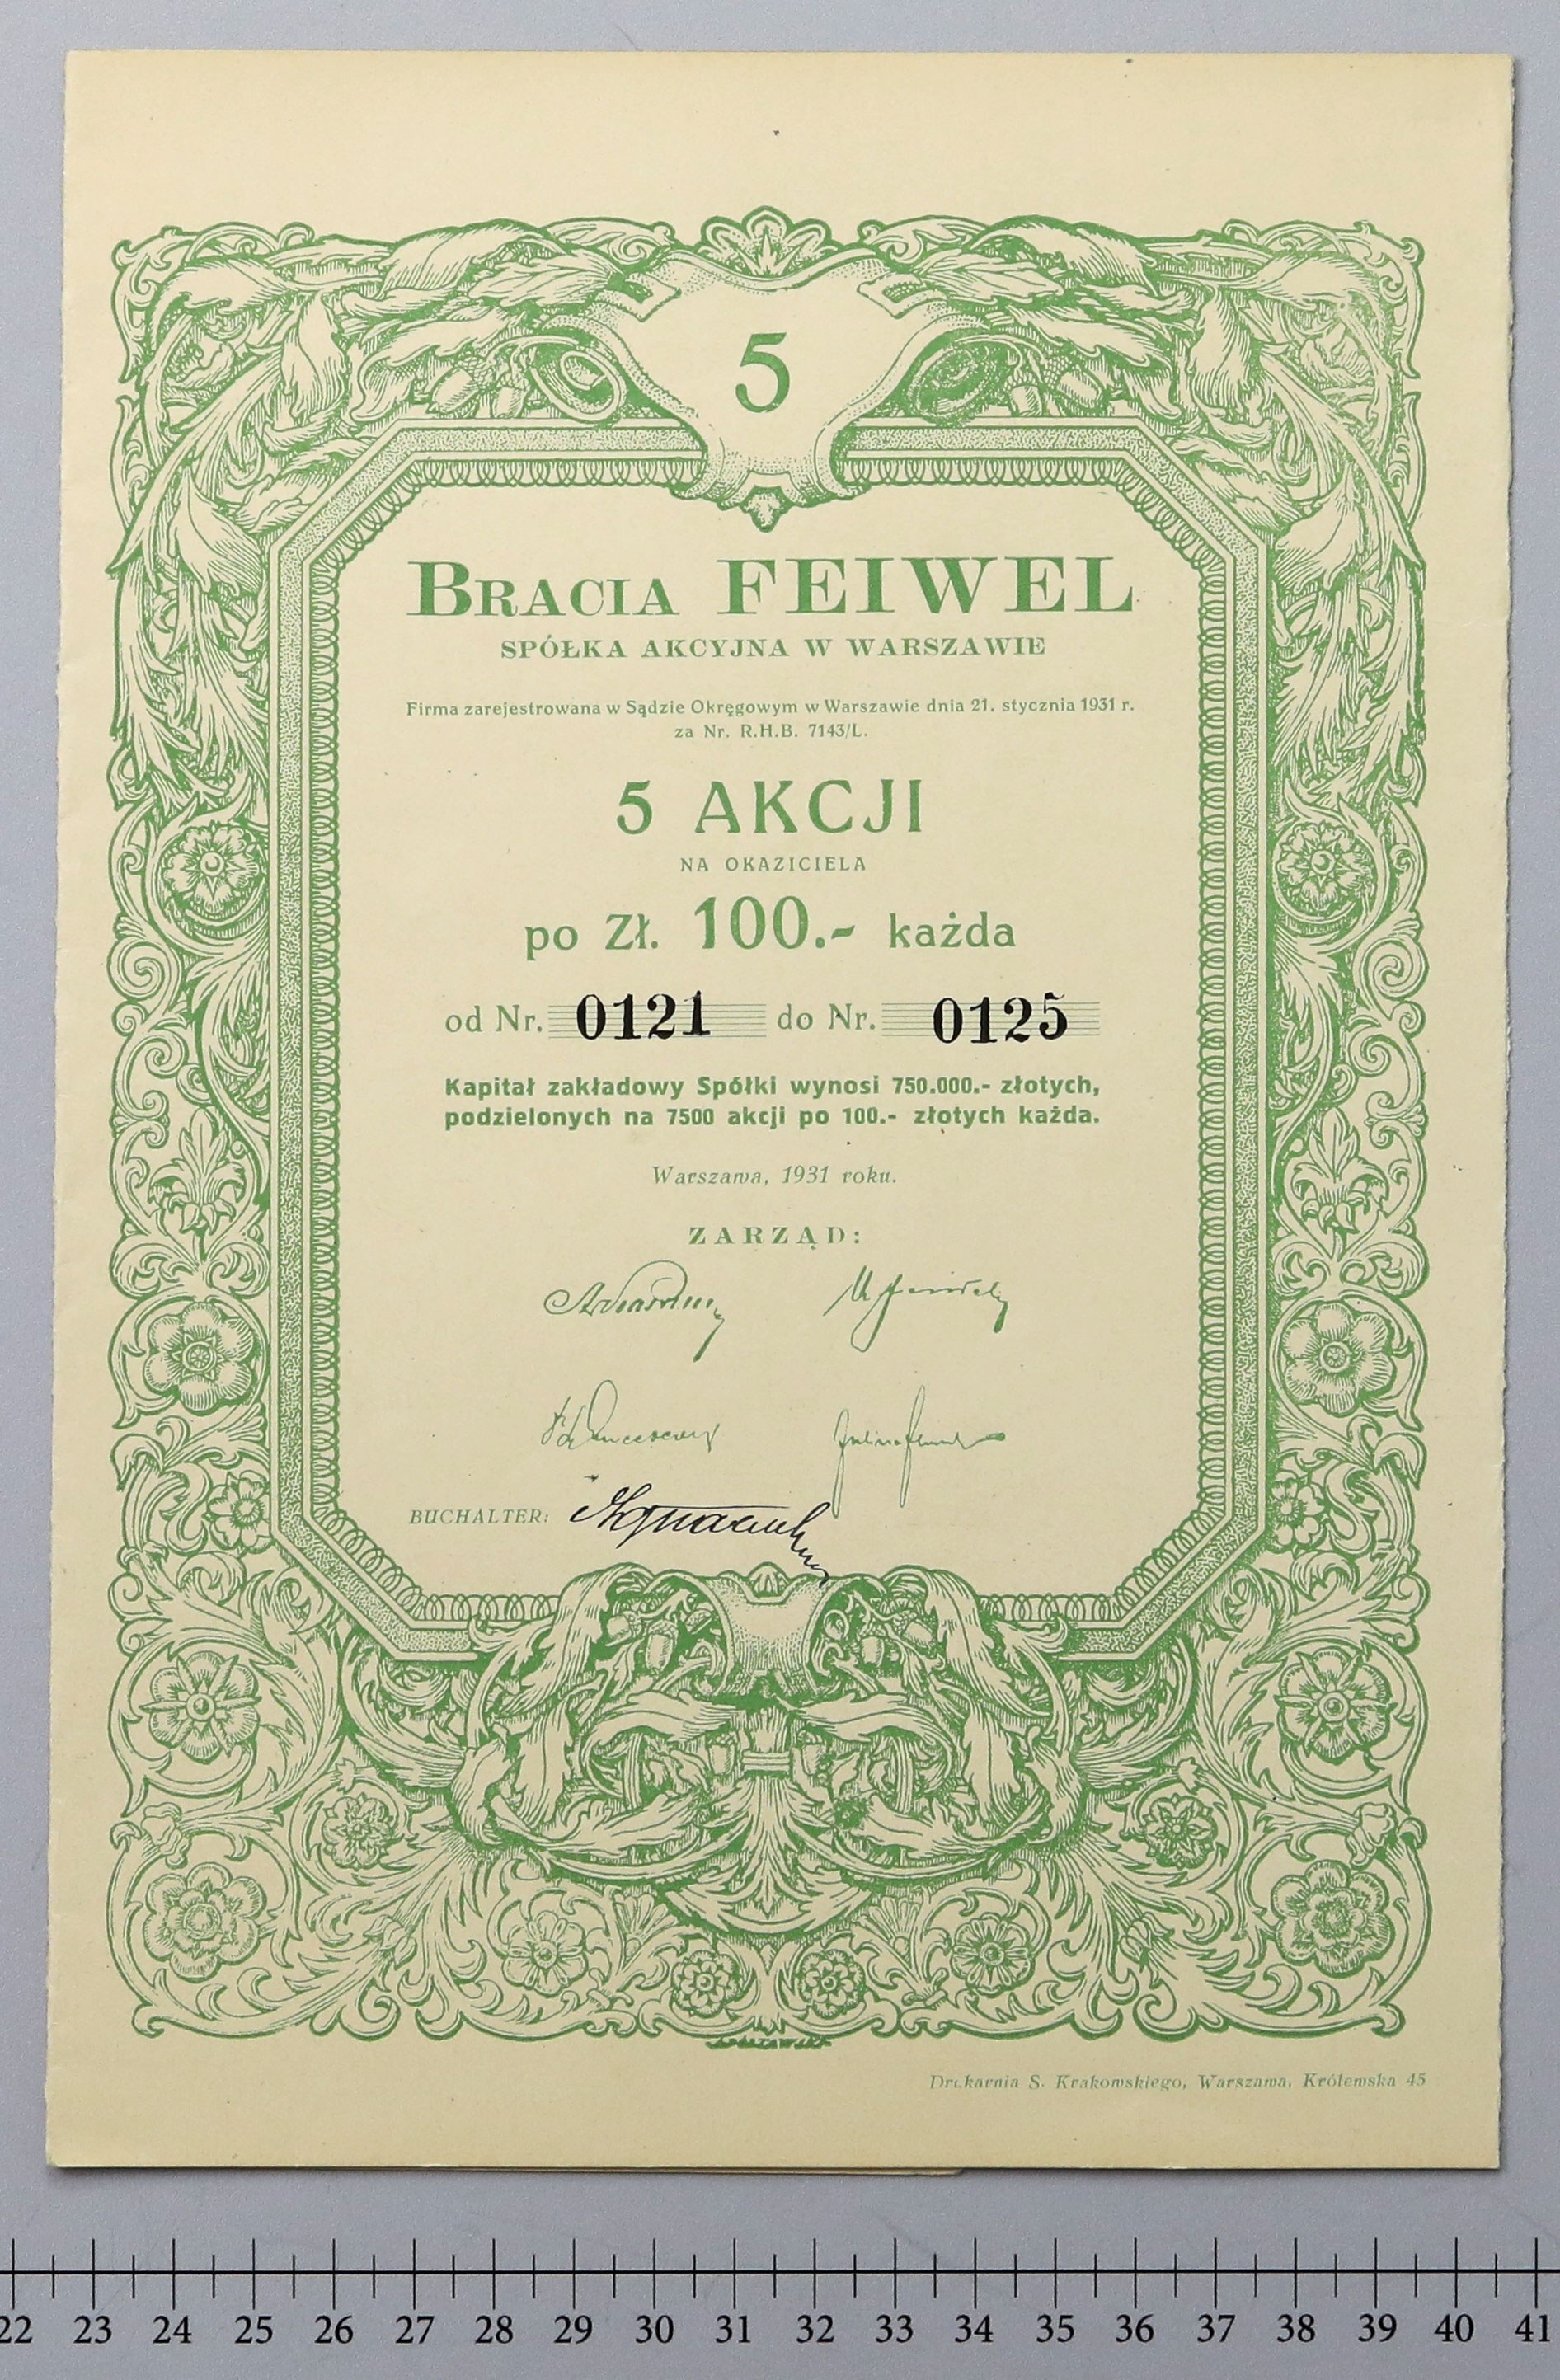 5
BRACIA FEIWEL
SPÓŁKA AKCYJNA W WARSZAWIE
Firma zarejestrowana w Sądzie Okręgowym w Warszawie dnia 21. stycznia 1931 r.
za Nr. R.H.B. 7143/L.
5 AKCJI
NA OKAZICIELA
po Zł. 100.- każda
od Nr. 0121 do Nr. 0125
Kapitał zakładowy Spółki wynosi 750.000.- złotych,
podzielonych na 7500 akcji po 100.- złotych każda.
Warszawa, 1931 roku.
ZARZĄD:
BUCHALTER:
Drukarnia S. Krakowskiego, Warszawa, Królewska 45
22 23 24 25 26 27 28 29 30 31 32 33 34 35 36 37 38 39 40 41